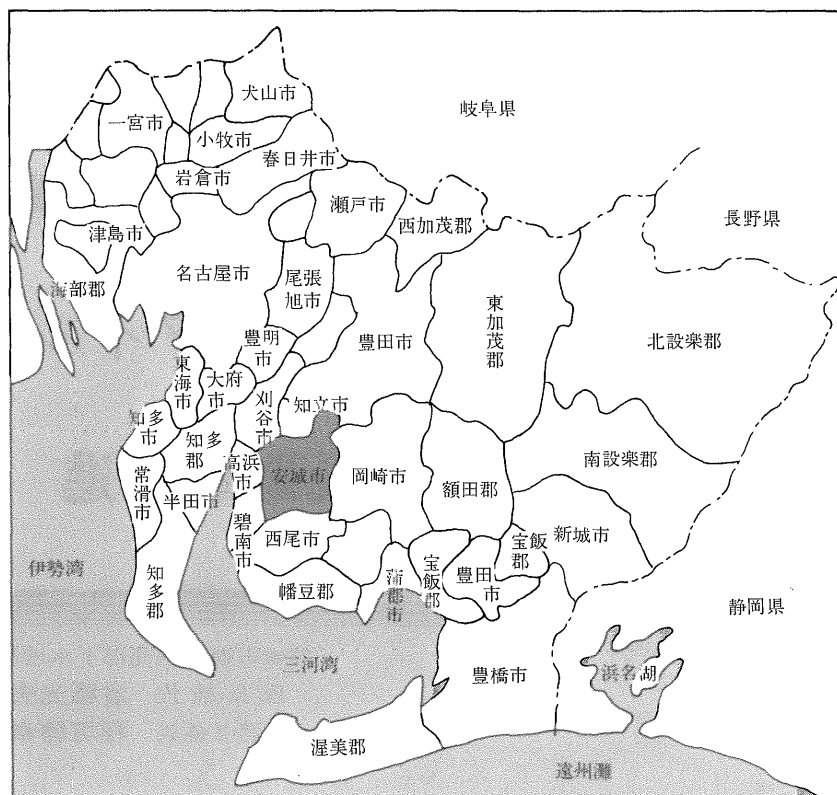 犬山市
岐阜県
一宮市
小牧市
春日井市
岩倉市
瀬戸市
西加茂郡
長野県
津島市
名古屋市
尾張
旭市
海部郡
東加茂郡
北設楽郡
豊明市
豊田市
東海市
大府市
刈谷市
知立市
知多市
知多郡
高浜市
安城市
岡崎市
額田郡
南設楽郡
常滑市
半田市
碧南市
西尾市
宝飯郡
新城市
伊勢湾
知多郡
幡豆郡
蒲郡市
宝飯郡
豊田市
静岡県
三河湾
豊橋市
浜名湖
渥美郡
遠州灘